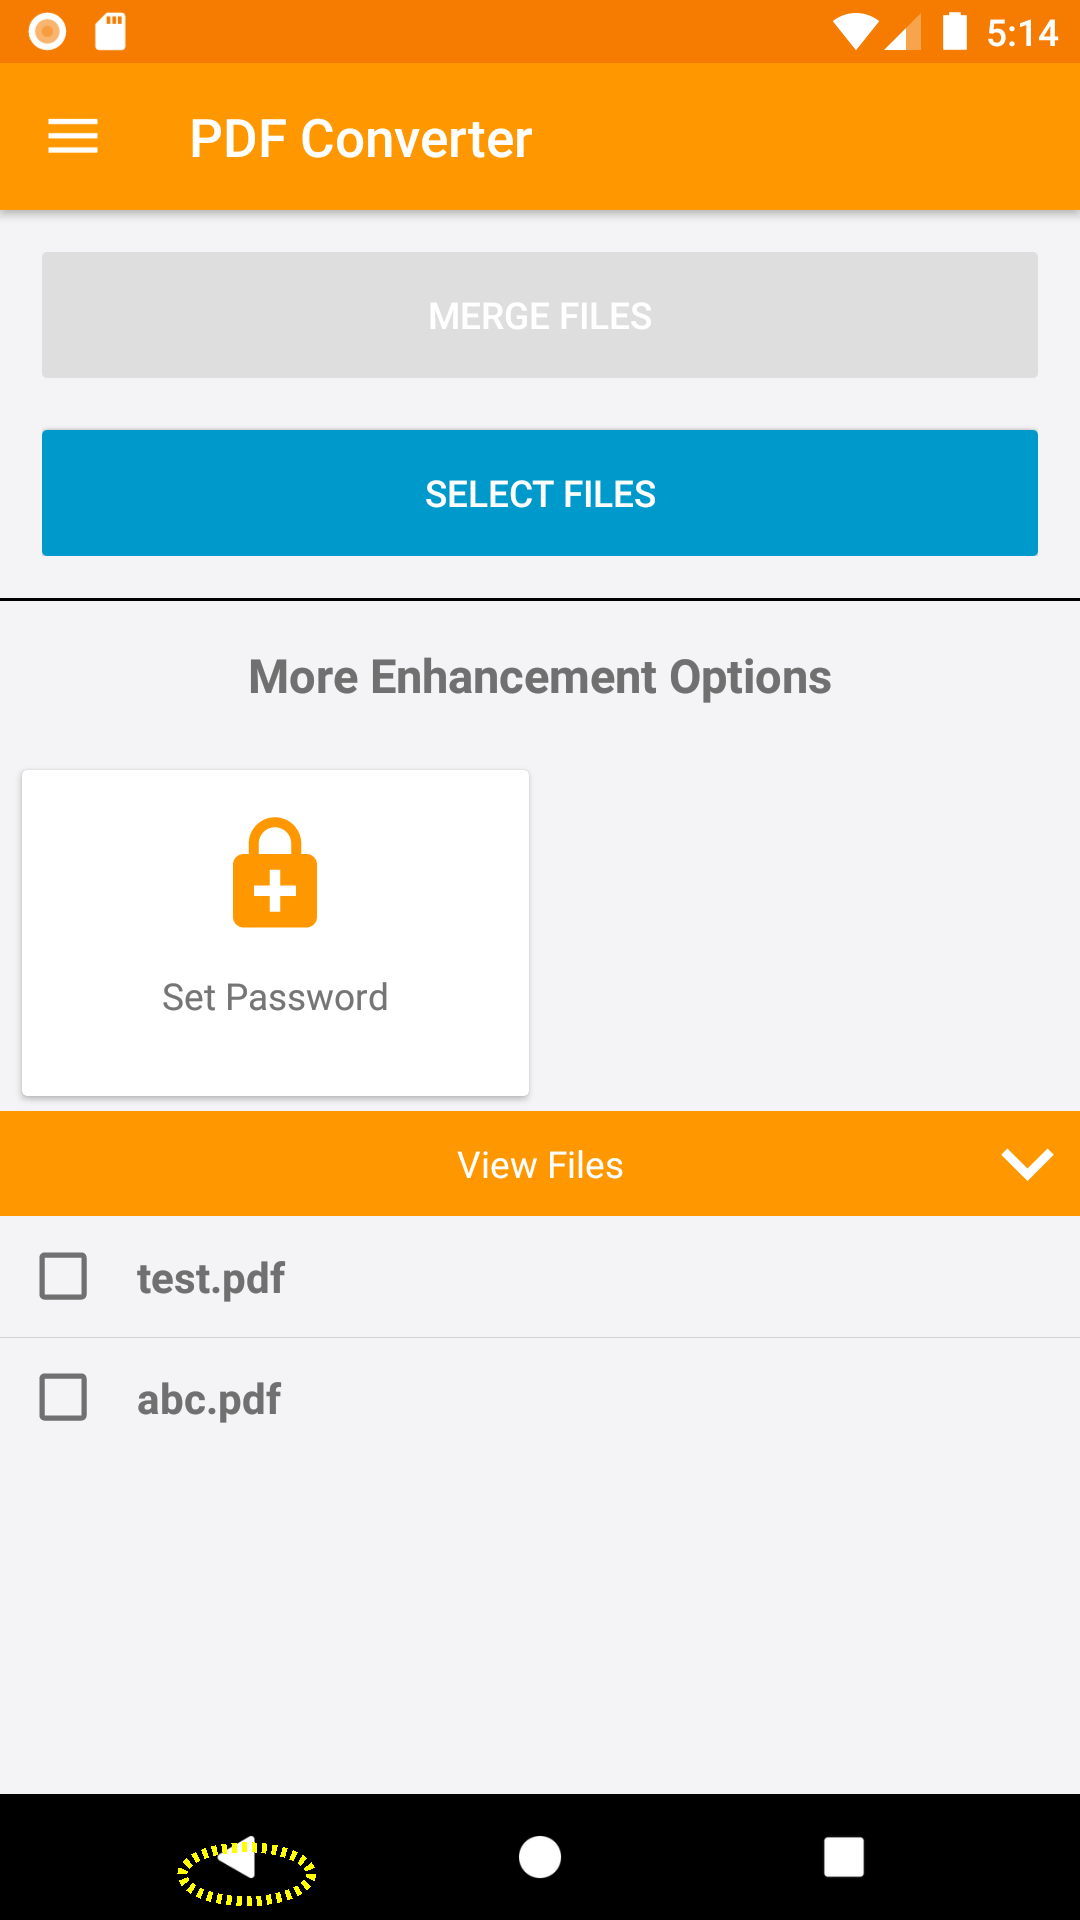 5:14
PDF Converter
MERGE FILES
SELECT FILES
More Enhancement Options
Set Password
View Files
test.pdf
abc.pdf